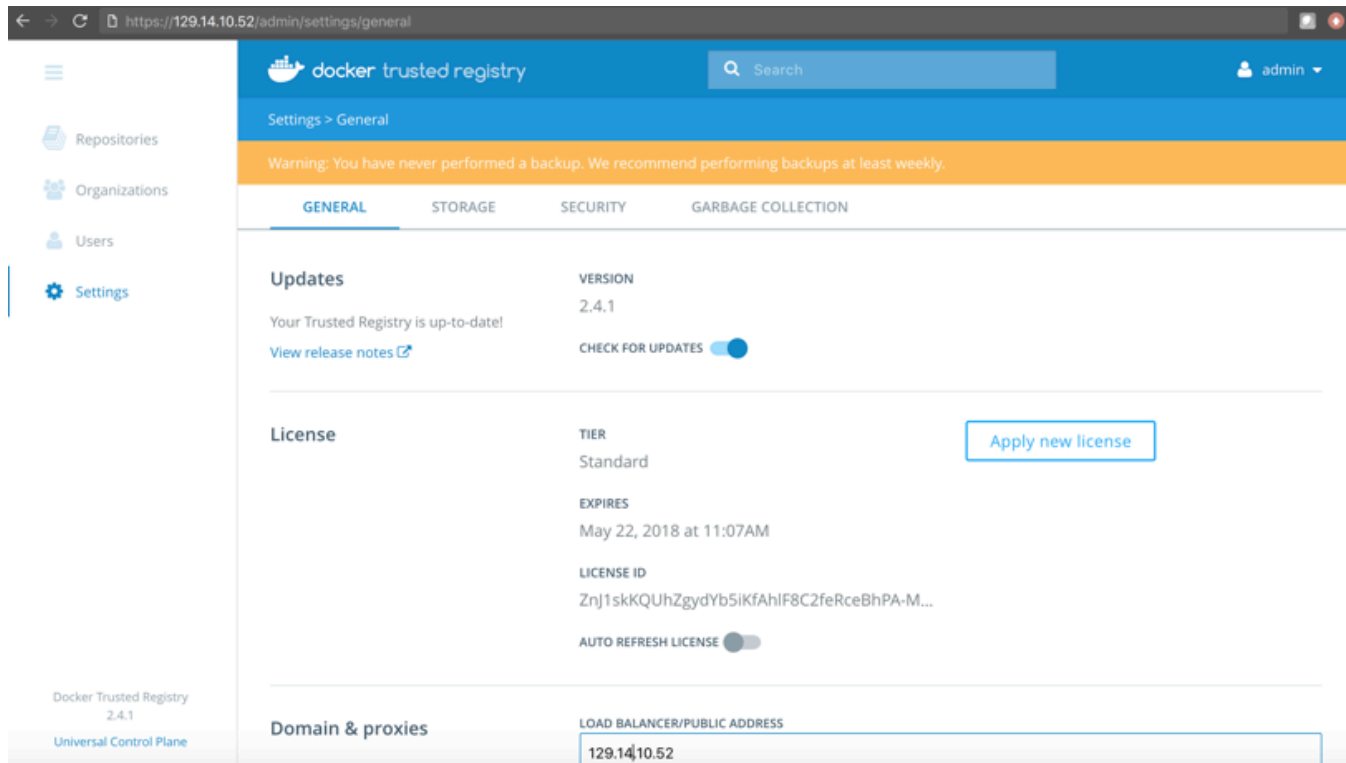 https://129.14.10.52/admin/settings/general
docker trusted registry
Search
admin
Repositories
Organizations
Users
Settings
Settings > General
Warning: You have never performed a backup. We recommend performing backups at least weekly.
GENERAL STORAGE SECURITY GARBAGE COLLECTION
Updates
Your Trusted Registry is up-to-date!
View release notes
VERSION
2.4.1
CHECK FOR UPDATES
License
TIER
Standard
Apply new license
EXPIRES
May 22, 2018 at 11:07AM
LICENSE ID
ZnJ1skKQUhZgydYb5iKfAhlF8C2feRceBhPA-M...
AUTO REFRESH LICENSE
Domain & proxies
LOAD BALANCER/PUBLIC ADDRESS
129.14.10.52
Docker Trusted Registry
2.4.1
Universal Control Plane